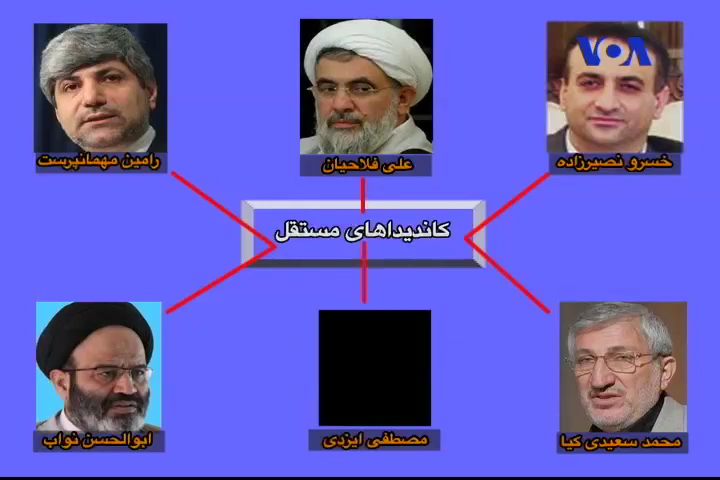 VOA
خسرو نصیرزاده
علی فلاحیان
رامین مهمانپرست
کاندیداهای مستقل
محمد سعیدی کیا
مصطفی ایزدی
ابوالحسن نواب